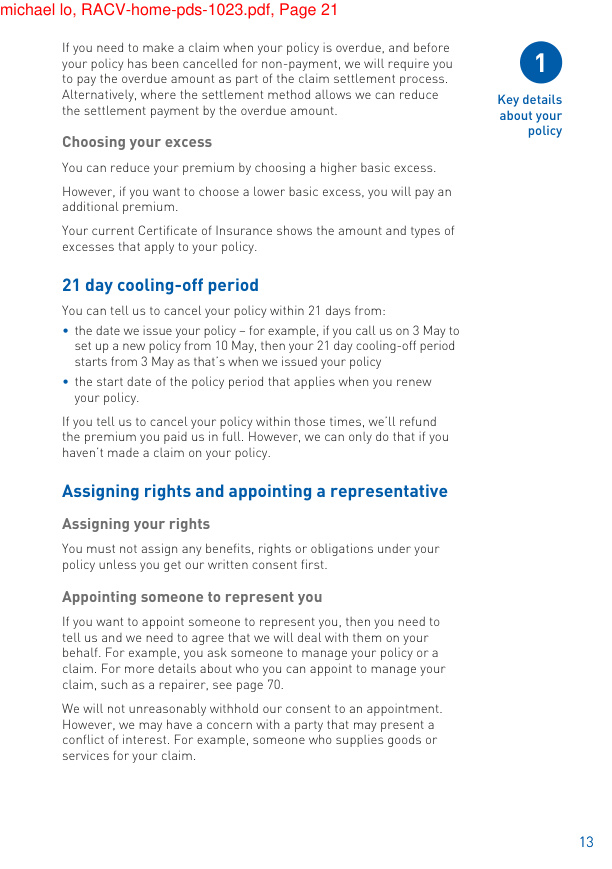 michael lo, RACV-home-pds-1023.pdf, Page 21
If you need to make a claim when your policy is overdue, and before
your policy has been cancelled for non-payment, we will require you
to pay the overdue amount as part of the claim settlement process.
Alternatively, where the settlement method allows we can reduce
the settlement payment by the overdue amount.
1
Key details
about your
policy
Choosing your excess
You can reduce your premium by choosing a higher basic excess.
However, if you want to choose a lower basic excess, you will pay an
additional premium.
Your current Certificate of Insurance shows the amount and types of
excesses that apply to your policy.
21 day cooling-off period
You can tell us to cancel your policy within 21 days from:
• the date we issue your policy – for example, if you call us on 3 May to
set up a new policy from 10 May, then your 21 day cooling-off period
starts from 3 May as that's when we issued your policy
• the start date of the policy period that applies when you renew
your policy.
If you tell us to cancel your policy within those times, we'll refund
the premium you paid us in full. However, we can only do that if you
haven't made a claim on your policy.
Assigning rights and appointing a representative
Assigning your rights
You must not assign any benefits, rights or obligations under your
policy unless you get our written consent first.
Appointing someone to represent you
If you want to appoint someone to represent you, then you need to
tell us and we need to agree that we will deal with them on your
behalf. For example, you ask someone to manage your policy or a
claim. For more details about who you can appoint to manage your
claim, such as a repairer, see page 70.
We will not unreasonably withhold our consent to an appointment.
However, we may have a concern with a party that may present a
conflict of interest. For example, someone who supplies goods or
services for your claim.
13